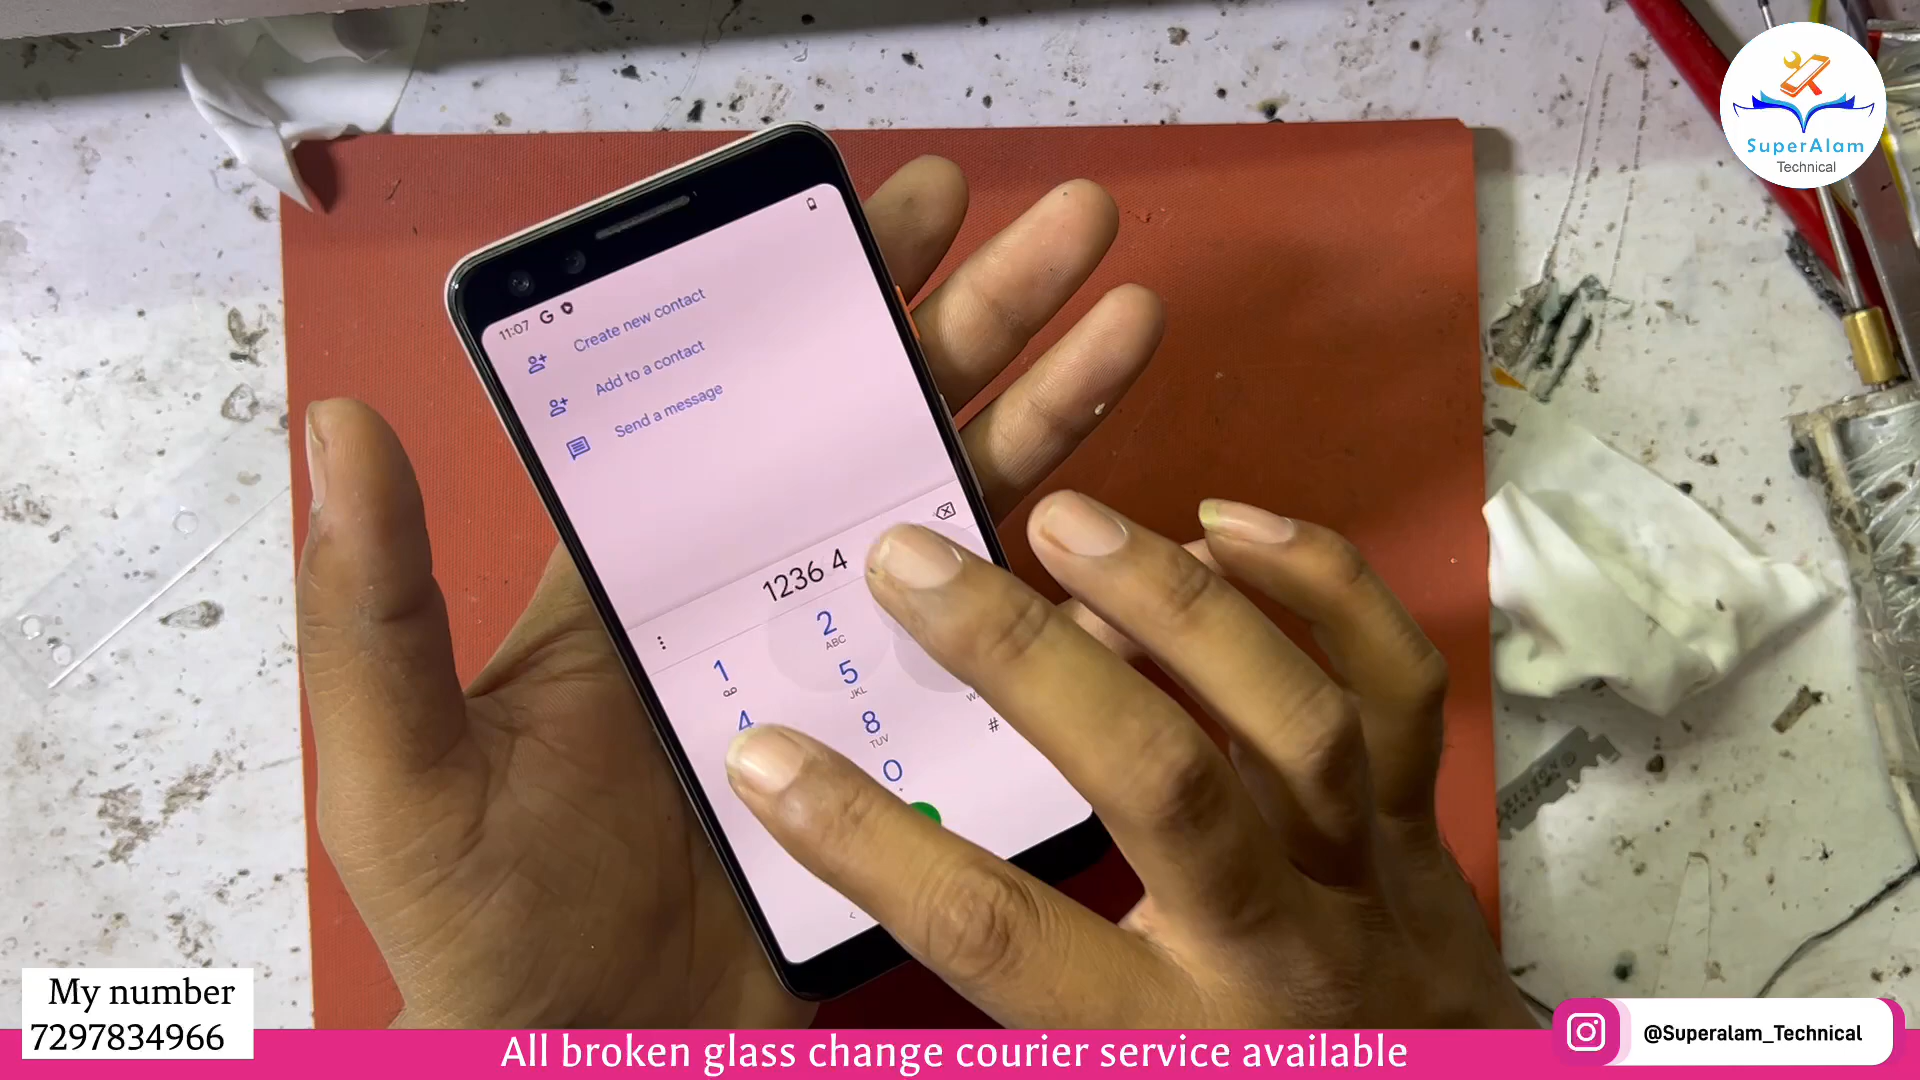 SuperAlam
Technical
11:07
Create new contact
Add to a contact
Send a message
1236 4
1
2
ABC
4
5
JKL
8
TUV
#
0
+
My number
7297834966
All broken glass change courier service available
@Superalam_Technical